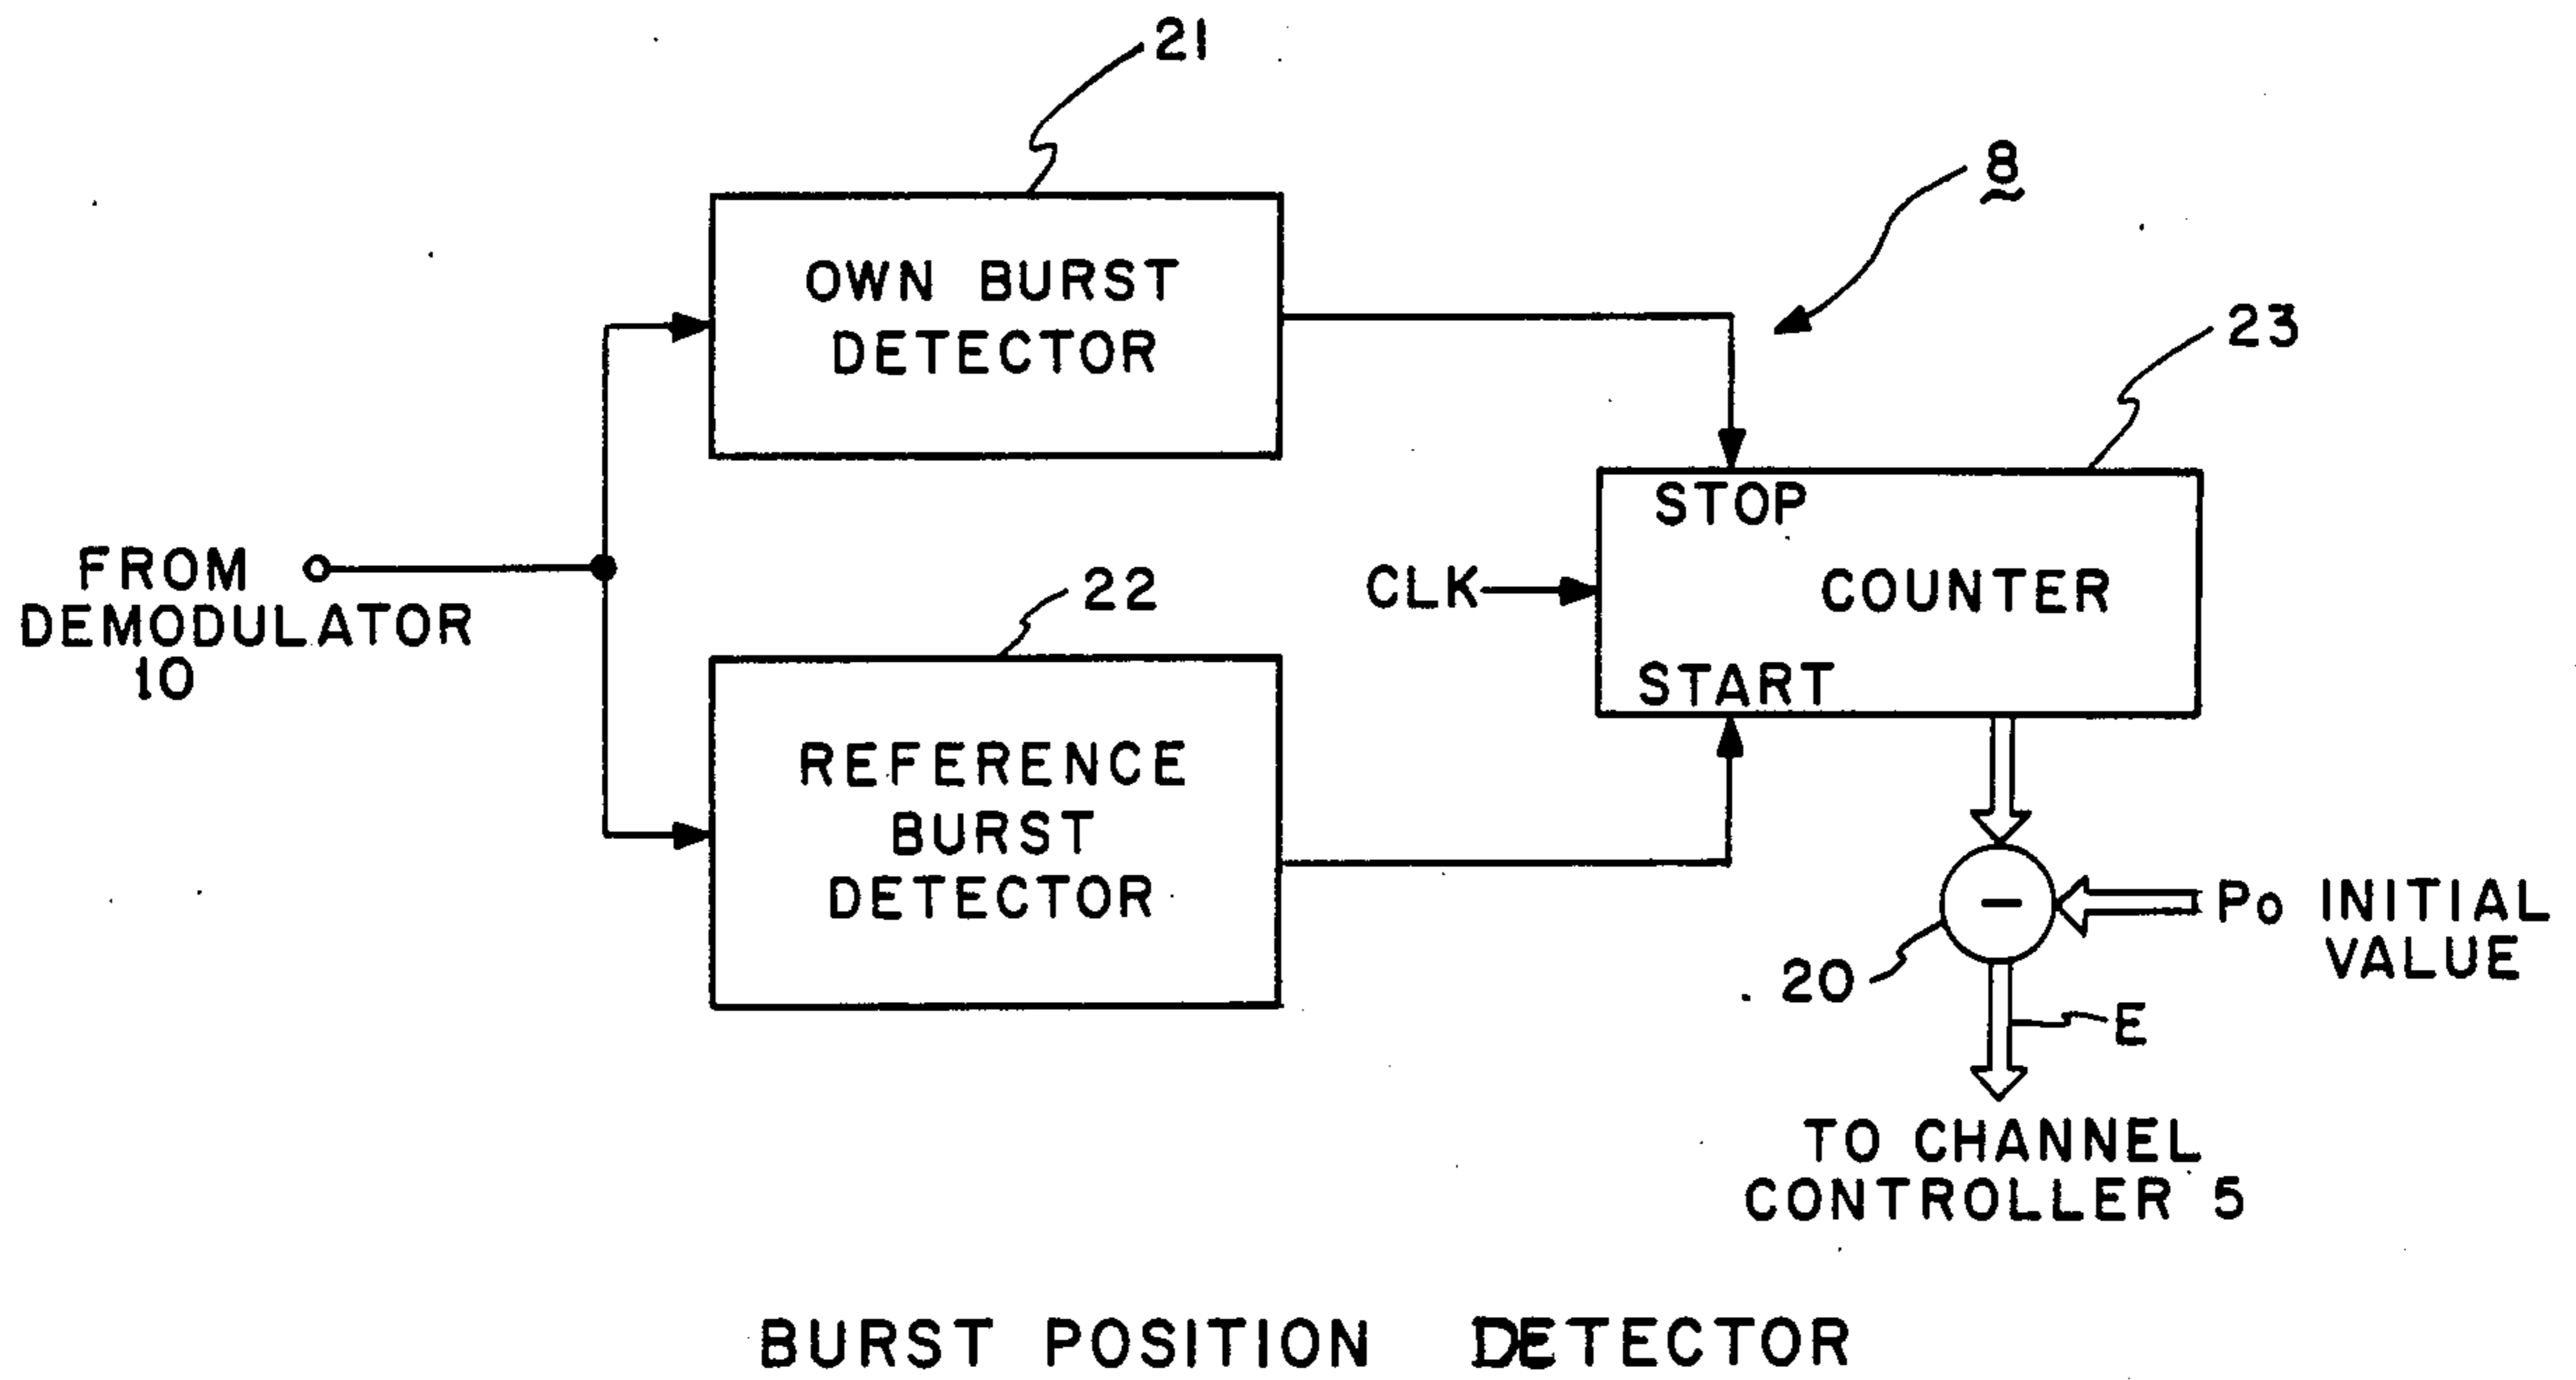 21
8
OWN BURST
DETECTOR
23
STOP
FROM
DEMODULATOR
10
CLK
COUNTER
22
START
REFERENCE
BURST
DETECTOR
−
Po INITIAL
VALUE
20
E
TO CHANNEL
CONTROLLER 5
BURST POSITION DETECTOR